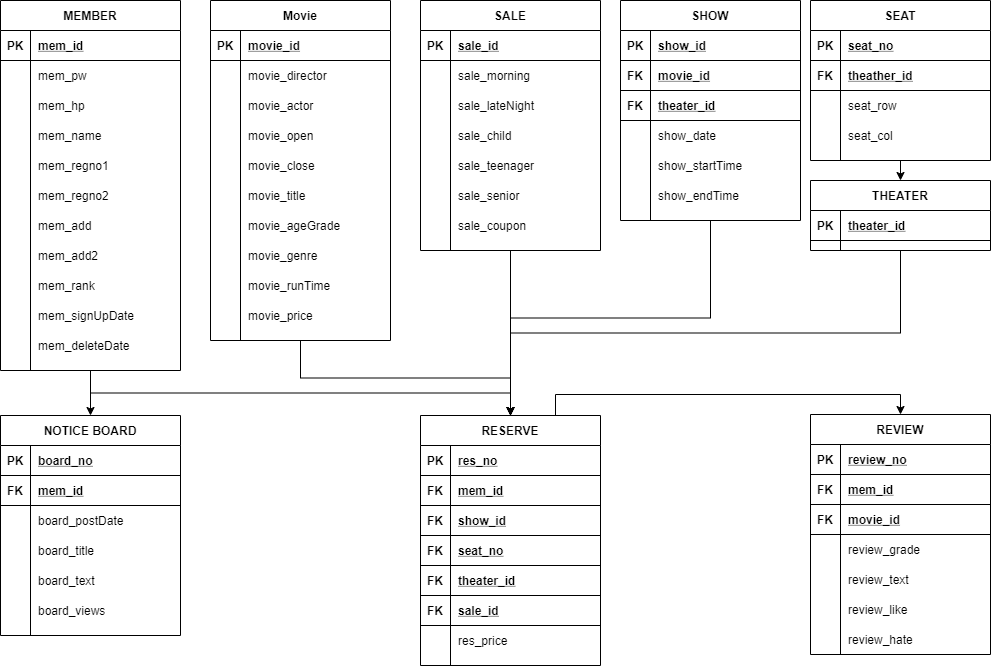 MEMBER
PK mem_id
mem_pw
mem_hp
mem_name
mem_regno1
mem_regno2
mem_add
mem_add2
mem_rank
mem_signUpDate
mem_deleteDate
Movie
PK movie_id
movie_director
movie_actor
movie_open
movie_close
movie_title
movie_ageGrade
movie_genre
movie_runTime
movie_price
SALE
PK sale_id
sale_morning
sale_lateNight
sale_child
sale_teenager
sale_senior
sale_coupon
SHOW
PK show_id
FK movie_id
FK theater_id
show_date
show_startTime
show_endTime
SEAT
PK seat_no
FK theather_id
seat_row
seat_col
THEATER
PK theater_id
NOTICE BOARD
PK board_no
FK mem_id
board_postDate
board_title
board_text
board_views
RESERVE
PK res_no
FK mem_id
FK show_id
FK seat_no
FK theater_id
FK sale_id
res_price
REVIEW
PK review_no
FK mem_id
FK movie_id
review_grade
review_text
review_like
review_hate